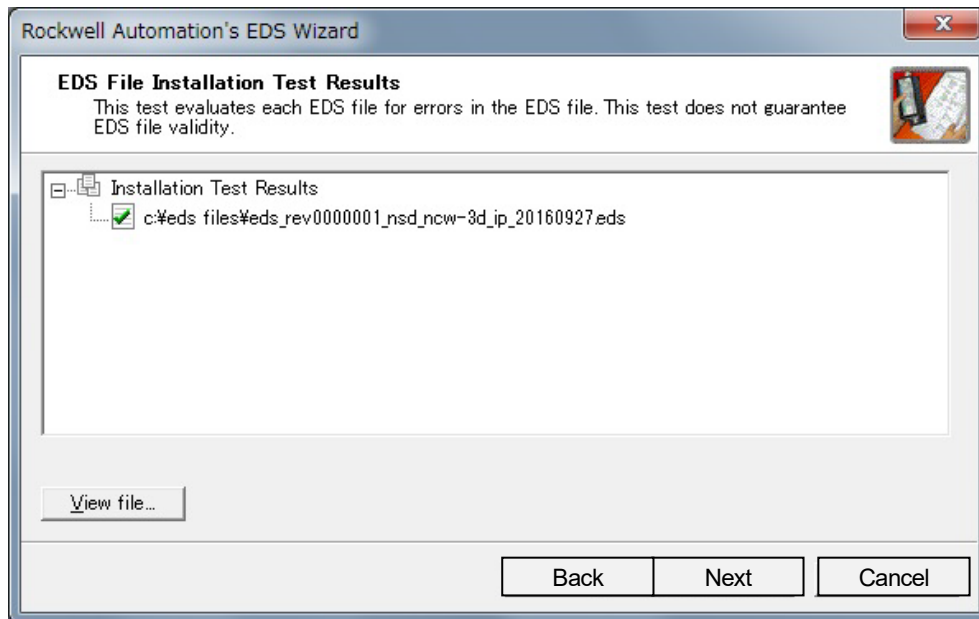 Rockwell Automation's EDS Wizard
EDS File Installation Test Results
This test evaluates each EDS file for errors in the EDS file. This test does not guarantee
EDS file validity.
Installation Test Results
c:¥eds files¥eds_rev0000001_nsd_ncw-3d_ip_20160927.eds
View file...
Back Next Cancel